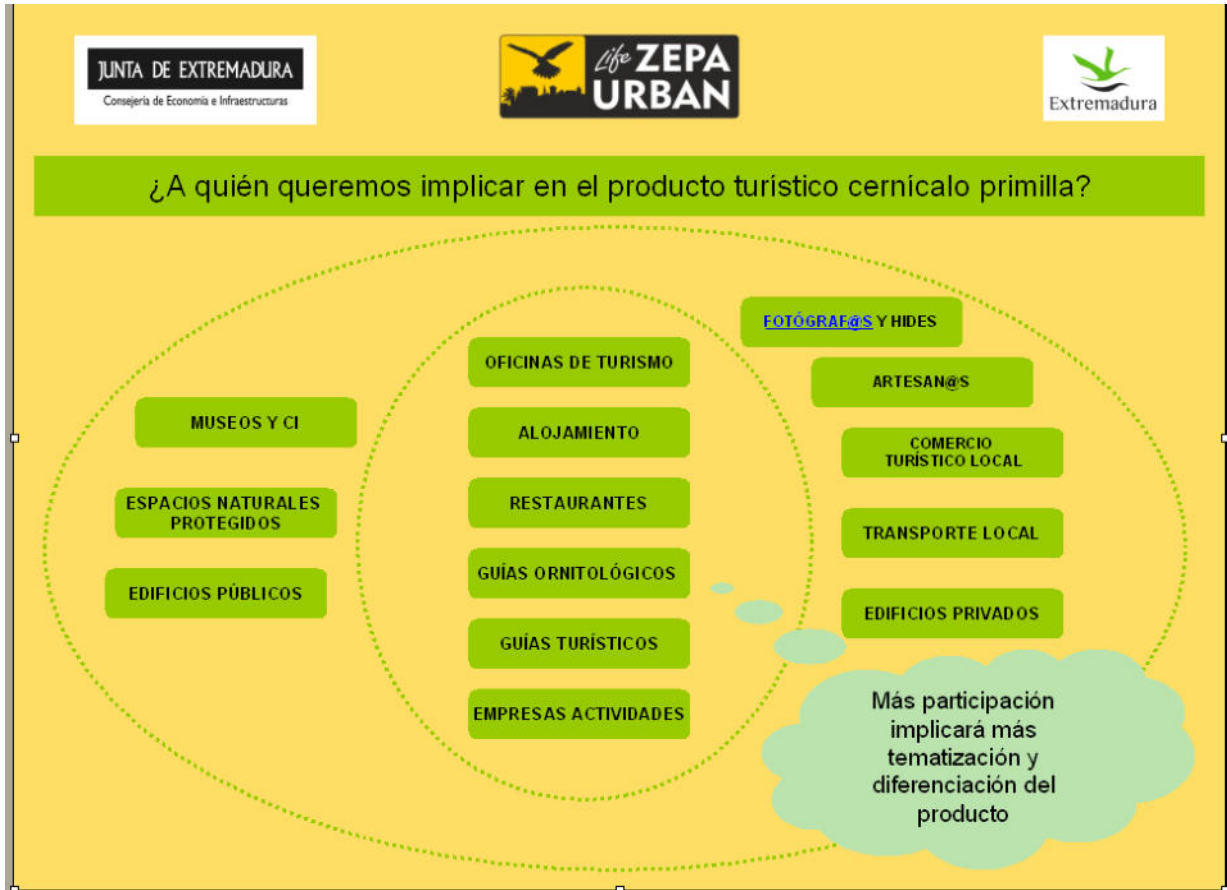 JUNTA DE EXTREMADURA
Consejería de Economía e Infraestructuras
Life ZEPA
URBAN
Extremadura
¿A quién queremos implicar en el producto turístico cernícalo primilla?
MUSEOS Y CI
ESPACIOS NATURALES
PROTEGIDOS
EDIFICIOS PÚBLICOS
OFICINAS DE TURISMO
ALOJAMIENTO
RESTAURANTES
GUÍAS ORNITOLÓGICOS
GUÍAS TURÍSTICOS
EMPRESAS ACTIVIDADES
FOTÓGRAF@S Y HIDES
ARTESAN@S
COMERCIO
TURÍSTICO LOCAL
TRANSPORTE LOCAL
EDIFICIOS PRIVADOS
Más participación
implicará más
tematización y
diferenciación del
producto